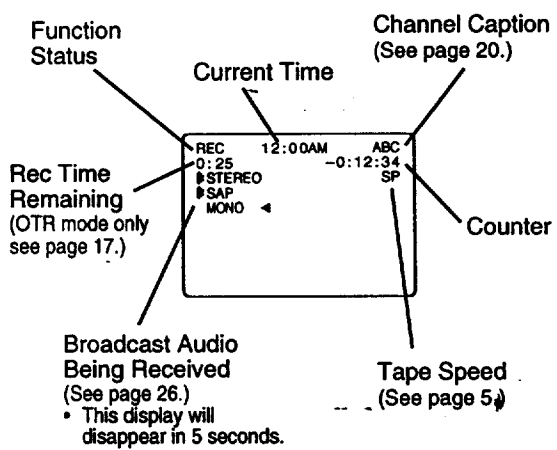 Function
Status
Current Time
Channel Caption
(See page 20.)
REC 12:00AM ABC
0:25 -0:12:34
▶STEREO SP
▶SAP
MONO ◀
Rec Time
Remaining
(OTR mode only
see page 17.)
Counter
Broadcast Audio
Being Received
(See page 26.)
• This display will
disappear in 5 seconds.
Tape Speed
(See page 5.)